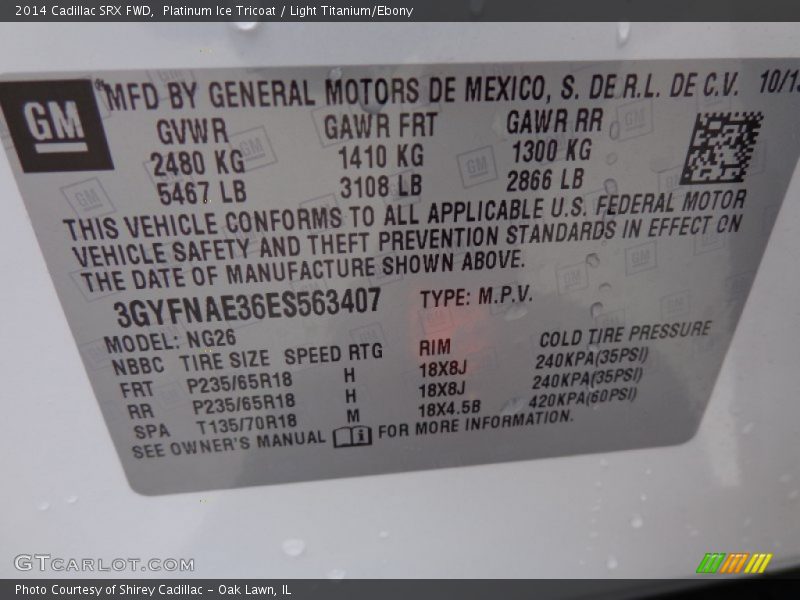 2014 Cadillac SRX FWD, Platinum Ice Tricoat / Light Titanium/Ebony
GM
MFD BY GENERAL MOTORS DE MEXICO, S. DE R.L. DE C.V. 10/13
GVWR GAWR FRT GAWR RR
2480 KG 1410 KG 1300 KG
5467 LB 3108 LB 2866 LB
THIS VEHICLE CONFORMS TO ALL APPLICABLE U.S. FEDERAL MOTOR
VEHICLE SAFETY AND THEFT PREVENTION STANDARDS IN EFFECT ON
THE DATE OF MANUFACTURE SHOWN ABOVE.
3GYFNAE36ES563407 TYPE: M.P.V.
MODEL: NG26
NBBC TIRE SIZE SPEED RTG RIM COLD TIRE PRESSURE
FRT P235/65R18 H 18X8J 240KPA(35PSI)
RR P235/65R18 H 18X8J 240KPA(35PSI)
SPA T135/70R18 M 18X4.5B 420KPA(60PSI)
SEE OWNER'S MANUAL FOR MORE INFORMATION.
GTCARLOT.COM
Photo Courtesy of Shirey Cadillac - Oak Lawn, IL